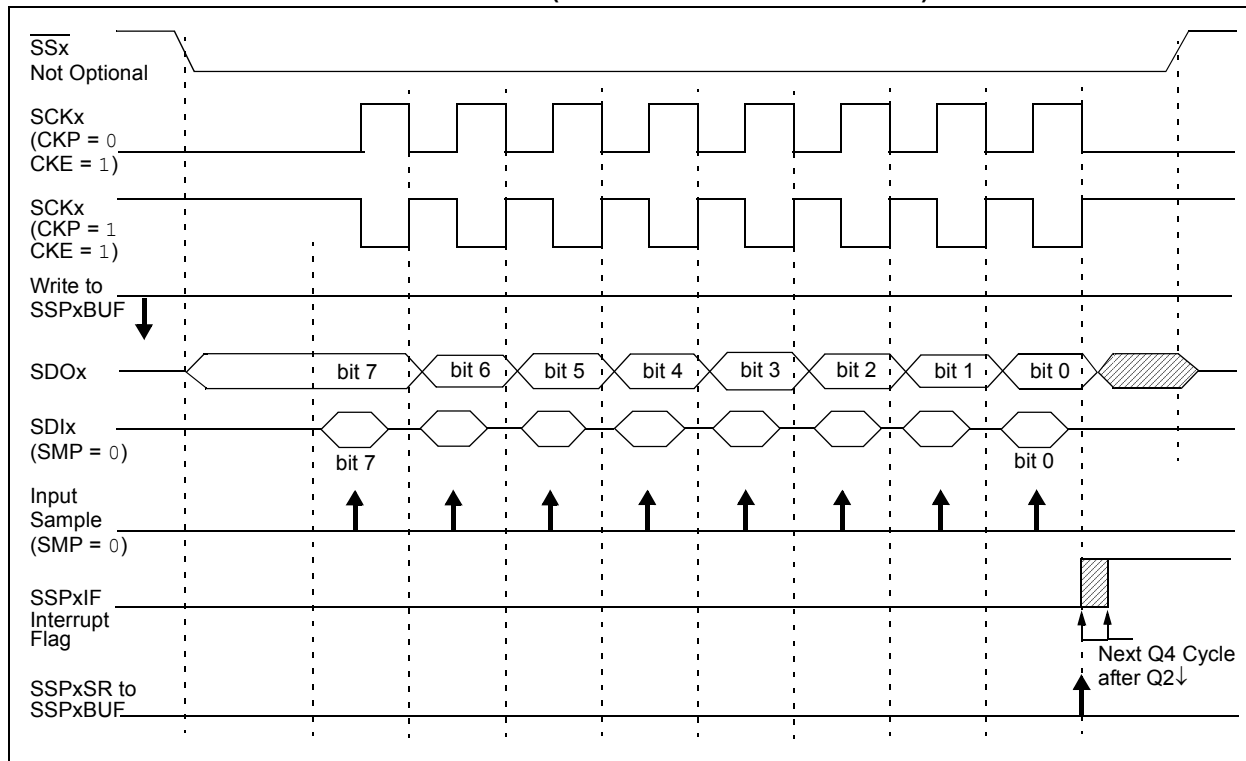 SSx
Not Optional
SCKx
(CKP = 0
CKE = 1)
SCKx
(CKP = 1
CKE = 1)
Write to
SSPxBUF
SDOx
bit 7 bit 6 bit 5 bit 4 bit 3 bit 2 bit 1 bit 0
SDIx
(SMP = 0)
bit 7 bit 0
Input
Sample
(SMP = 0)
SSPxIF
Interrupt
Flag
Next Q4 Cycle
after Q2↓
SSPxSR to
SSPxBUF